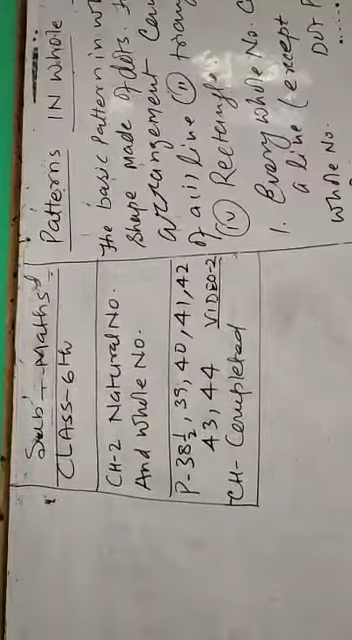 Sub'- Maths
CLASS-6th
CH-2 Natural No.
And Whole No.
P-38½, 39, 40, 41, 42
43, 44 VIDEO-2
CH- Completed
Patterns IN Whole
The basic Pattern in
Shape made of dots.
arrangement can
of a (i) line (ii) trian
(iv) Rectangle.
1. Every whole No. C
a line (except
DOT P
whole No.